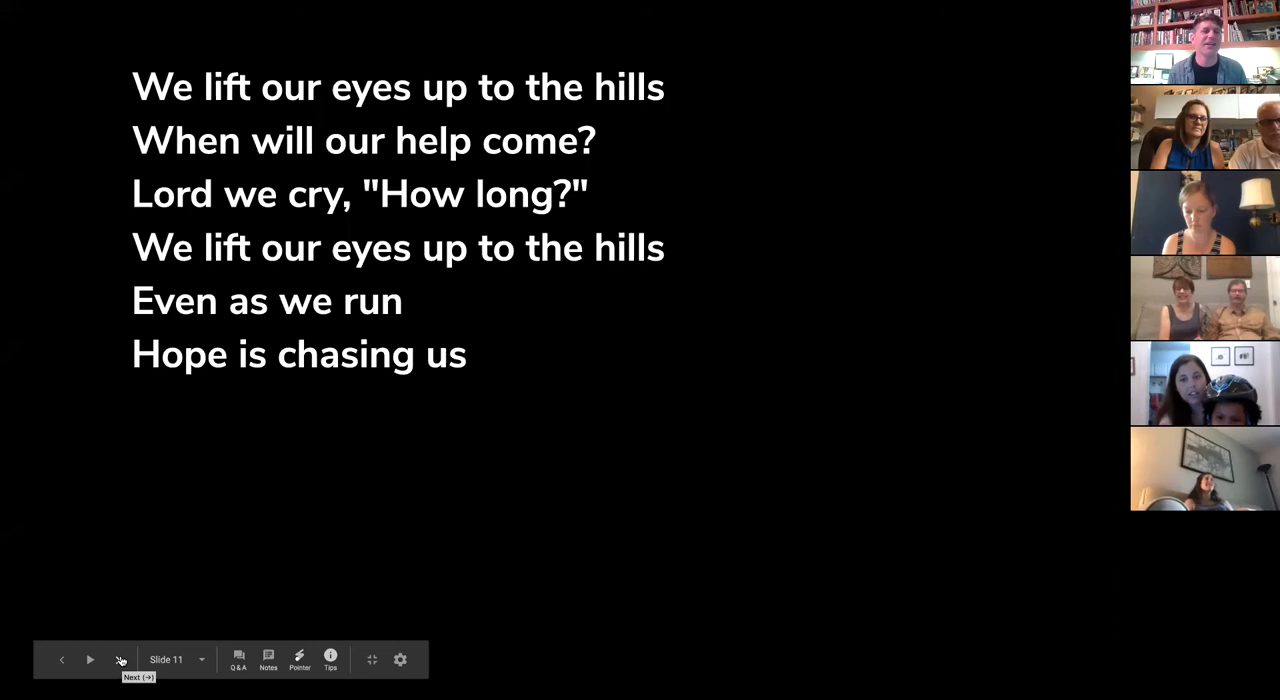 We lift our eyes up to the hills
When will our help come?
Lord we cry, "How long?"
We lift our eyes up to the hills
Even as we run
Hope is chasing us
Slide 11
Q&A
Notes
Pointer
Tips
Next (→)